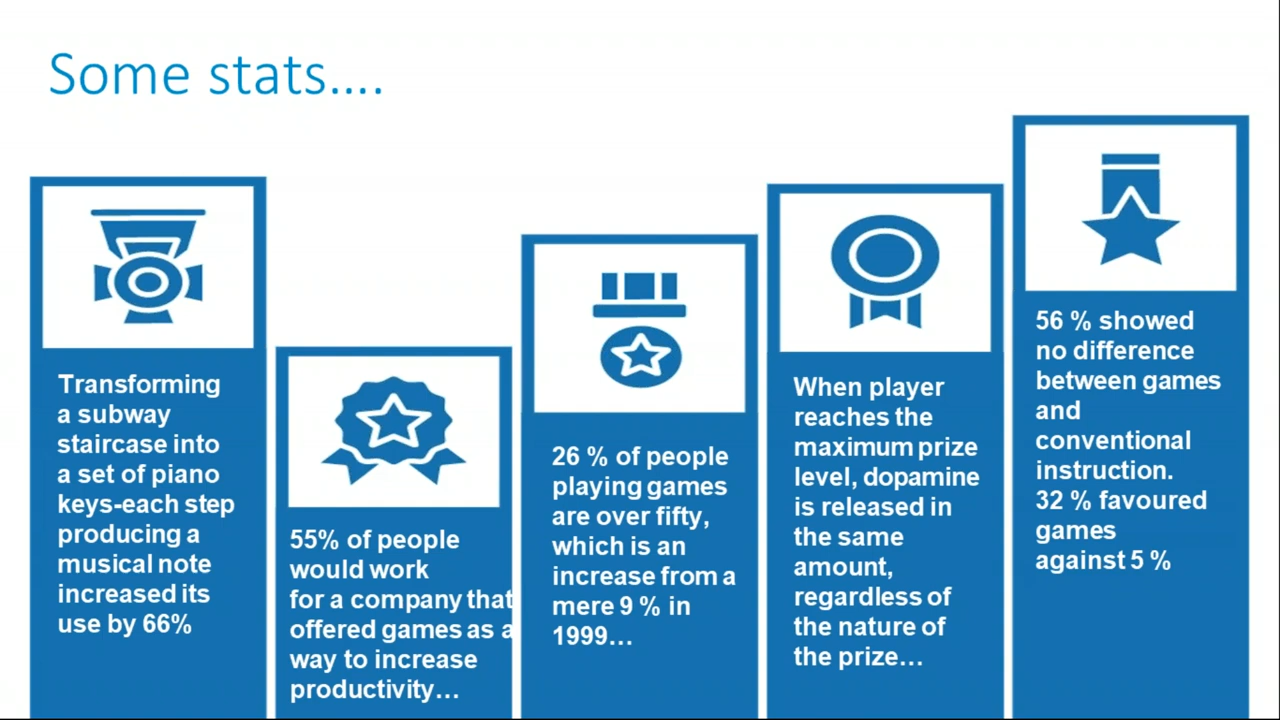 Some stats....
Transforming
a subway
staircase into
a set of piano
keys-each step
producing a
musical note
increased its
use by 66%
55% of people
would work
for a company that
offered games as a
way to increase
productivity...
26 % of people
playing games
are over fifty,
which is an
increase from a
mere 9 % in
1999...
When player
reaches the
maximum prize
level, dopamine
is released in
the same
amount,
regardless of
the nature of
the prize...
56 % showed
no difference
between games
and
conventional
instruction.
32 % favoured
games
against 5 %